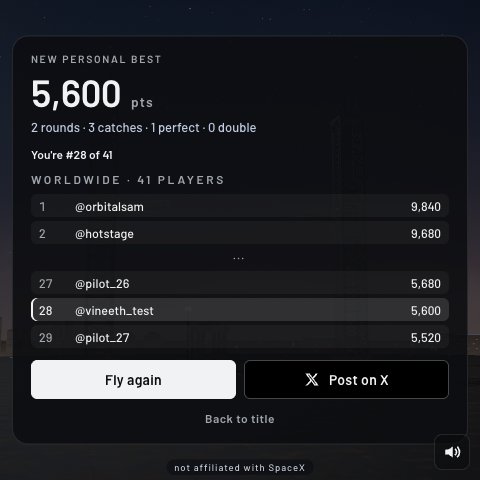 NEW PERSONAL BEST
5,600 pts
2 rounds · 3 catches · 1 perfect · 0 double
You're #28 of 41
WORLDWIDE · 41 PLAYERS
1 @orbitalsam 9,840
2 @hotstage 9,680
...
27 @pilot_26 5,680
28 @vineeth_test 5,600
29 @pilot_27 5,520
Fly again
Post on X
Back to title
not affiliated with SpaceX